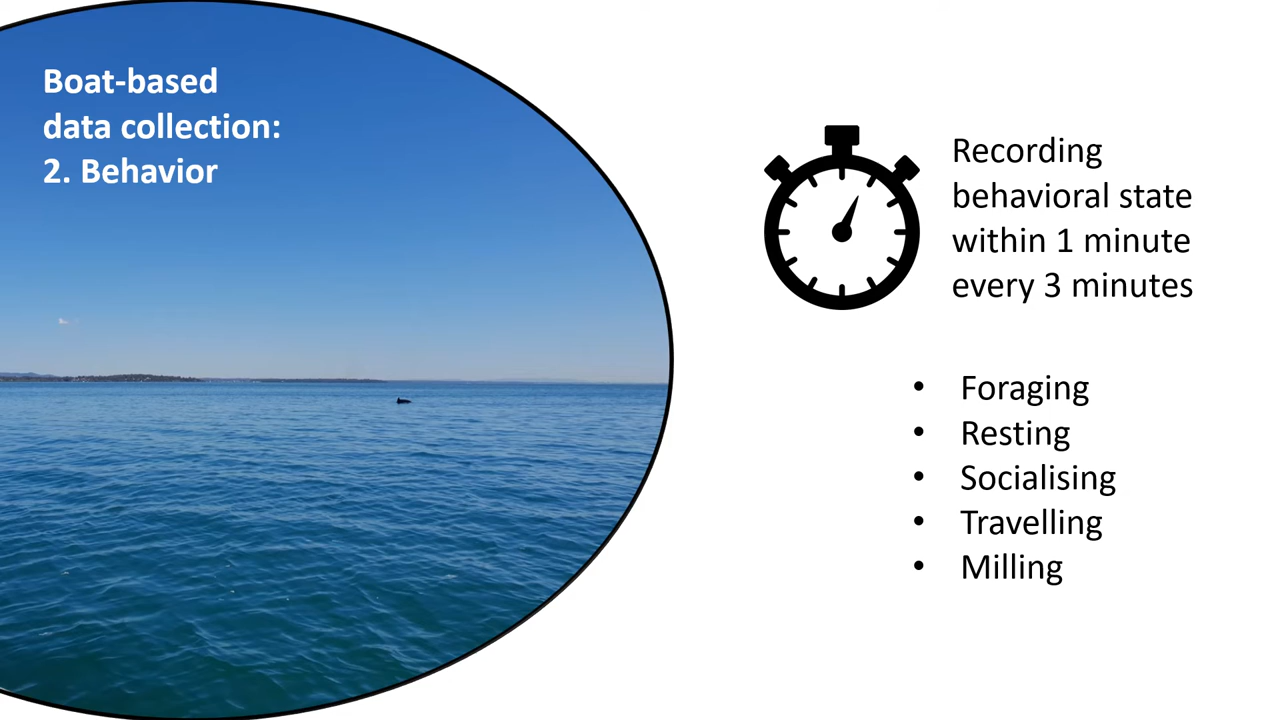 Boat-based
data collection:
2. Behavior
Recording
behavioral state
within 1 minute
every 3 minutes
• Foraging
• Resting
• Socialising
• Travelling
• Milling